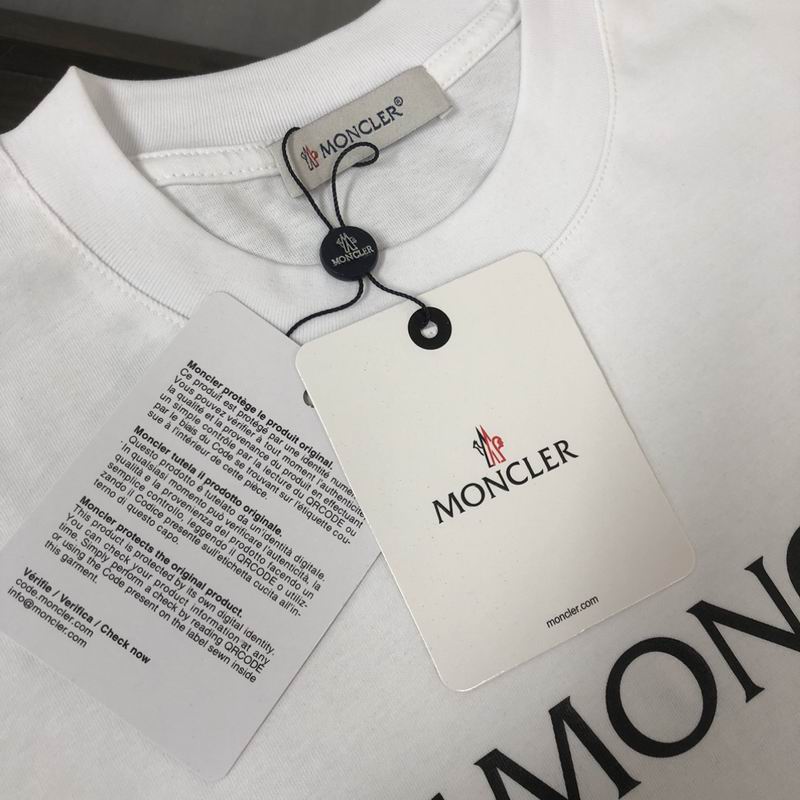 MONCLER®
MONCLER
Moncler protège le produit original.
Ce produit est protégé par une identité numé
Vous pouvez vérifier à tout moment l'authenticité,
la qualité et la provenance du produit en effectuant
un simple contrôle par la lecture du QRCODE ou
par le biais du Code se trouvant sur l'étiquette cou-
sue à l'intérieur de cette pièce.
Moncler tutela il prodotto originale.
Questo prodotto è tutelato da un'identità digitale.
In qualsiasi momento può verificare l'autenticità, la
qualità e la provenienza del prodotto facendo un
semplice controllo, leggendo il QRCODE o utiliz-
zando il Codice presente sull'etichetta cucita all'in-
terno di questo capo.
Moncler protects the original product.
This product is protected by its own digital identity.
You can check your product information at any
time. Simply perform a check by reading QRCODE
or using the Code present on the label sewn inside
this garment.
Vérifie / Verifica / Check now
code.moncler.com
info@moncler.com
MONCLER
moncler.com
MONC